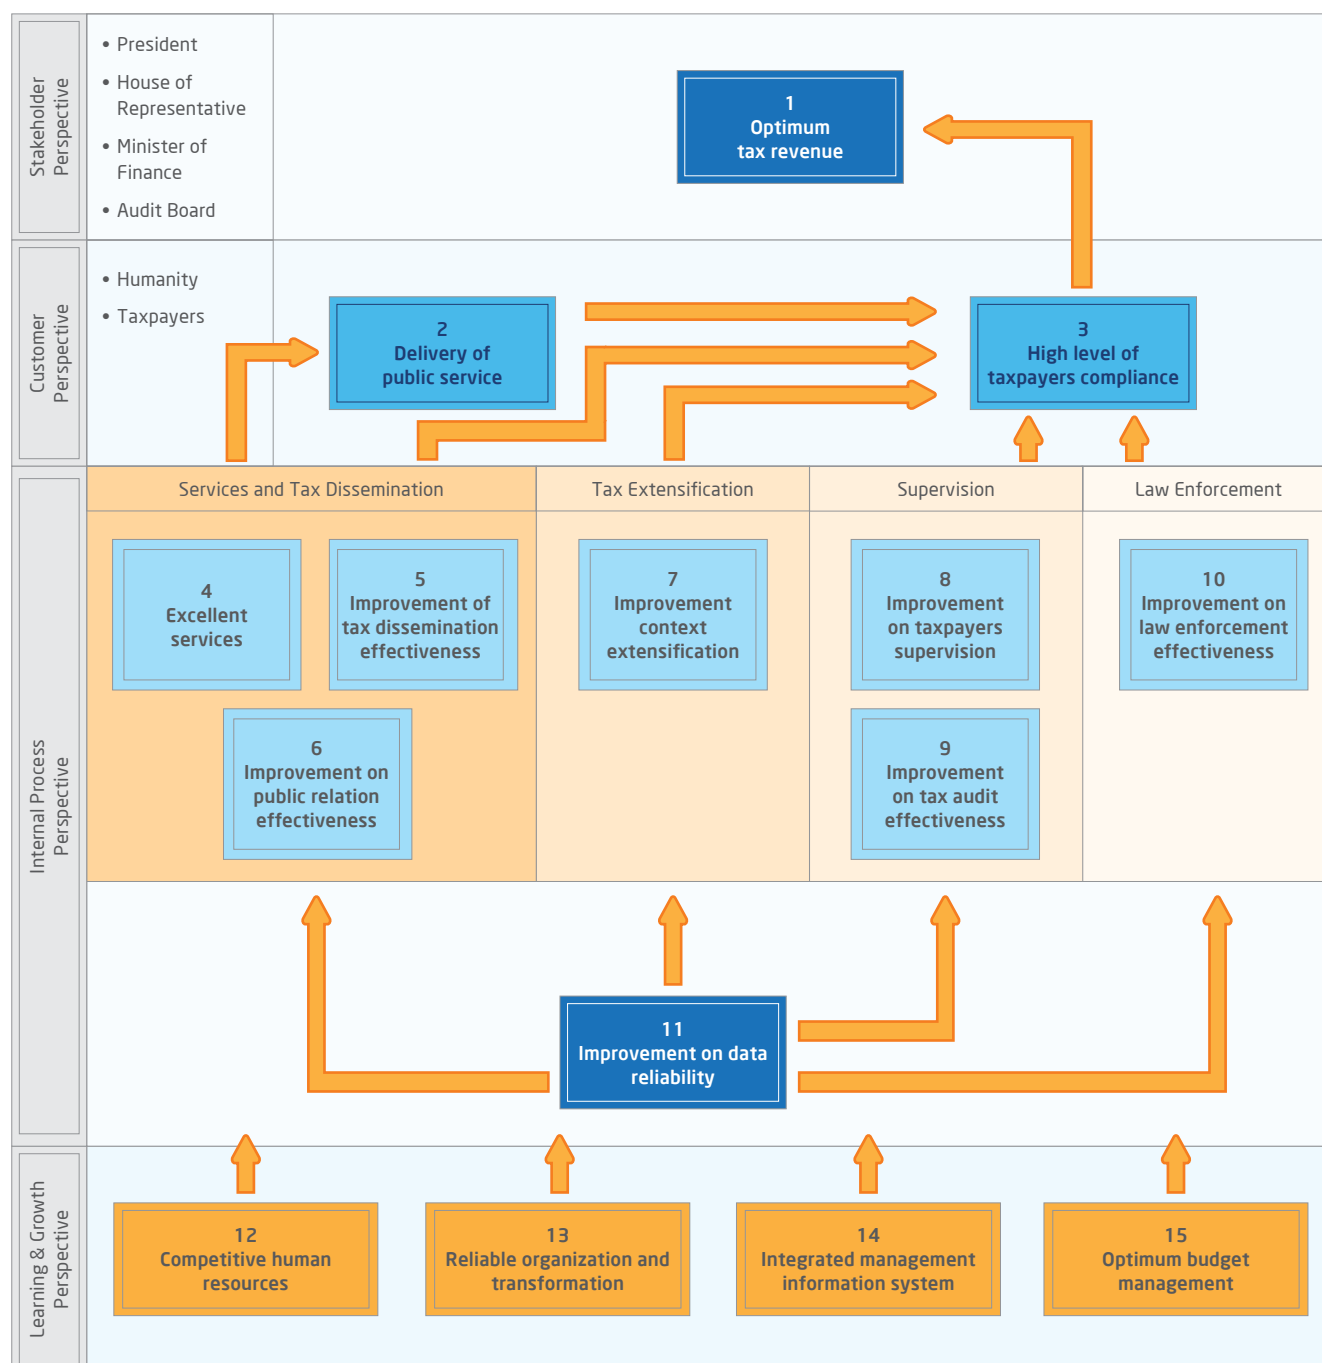 Stakeholder
Perspective
• President
• House of
Representative
• Minister of
Finance
• Audit Board
1
Optimum
tax revenue
Customer
Perspective
• Humanity
• Taxpayers
2
Delivery of
public service
3
High level of
taxpayers compliance
Internal Process
Perspective
Services and Tax Dissemination
Tax Extensification
Supervision
Law Enforcement
4
Excellent
services
5
Improvement of
tax dissemination
effectiveness
6
Improvement on
public relation
effectiveness
7
Improvement
context
extensification
8
Improvement
on taxpayers
supervision
9
Improvement
on tax audit
effectiveness
10
Improvement on
law enforcement
effectiveness
11
Improvement on data
reliability
Learning & Growth
Perspective
12
Competitive human
resources
13
Reliable organization and
transformation
14
Integrated management
information system
15
Optimum budget
management